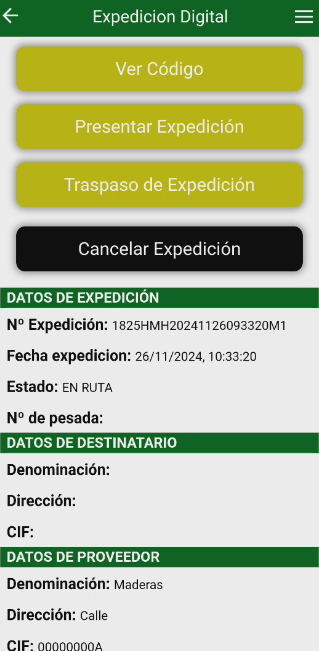 Expedicion Digital
Ver Código
Presentar Expedición
Traspaso de Expedición
Cancelar Expedición
DATOS DE EXPEDICIÓN
Nº Expedición: 1825HMH20241126093320M1
Fecha expedicion: 26/11/2024, 10:33:20
Estado: EN RUTA
Nº de pesada:
DATOS DE DESTINATARIO
Denominación:
Dirección:
CIF:
DATOS DE PROVEEDOR
Denominación: Maderas
Dirección: Calle
CIF: 00000000A